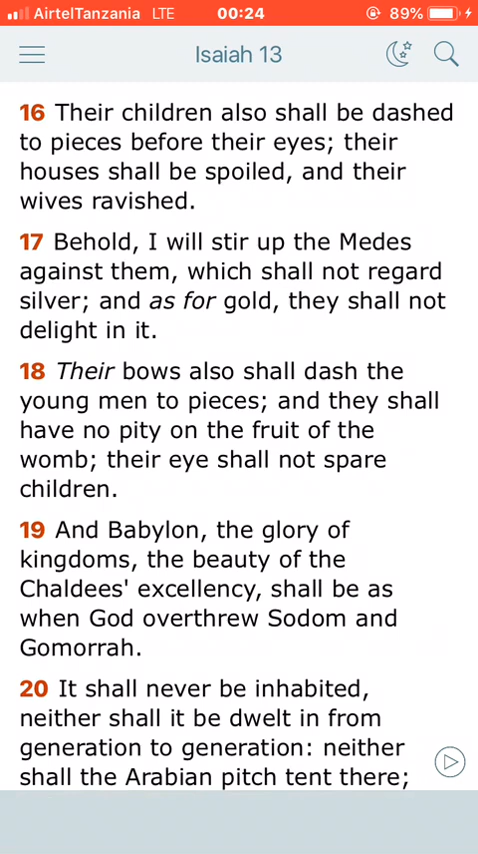 AirtelTanzania LTE 00:24 89%
Isaiah 13
16 Their children also shall be dashed
to pieces before their eyes; their
houses shall be spoiled, and their
wives ravished.
17 Behold, I will stir up the Medes
against them, which shall not regard
silver; and as for gold, they shall not
delight in it.
18 Their bows also shall dash the
young men to pieces; and they shall
have no pity on the fruit of the
womb; their eye shall not spare
children.
19 And Babylon, the glory of
kingdoms, the beauty of the
Chaldees' excellency, shall be as
when God overthrew Sodom and
Gomorrah.
20 It shall never be inhabited,
neither shall it be dwelt in from
generation to generation: neither
shall the Arabian pitch tent there;